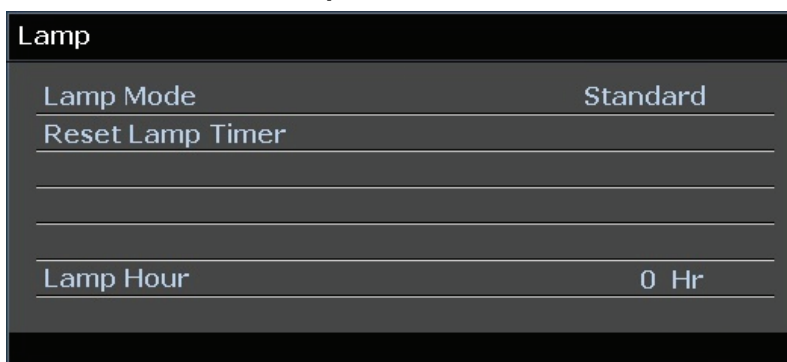 Lamp
Lamp Mode Standard
Reset Lamp Timer
Lamp Hour 0 Hr